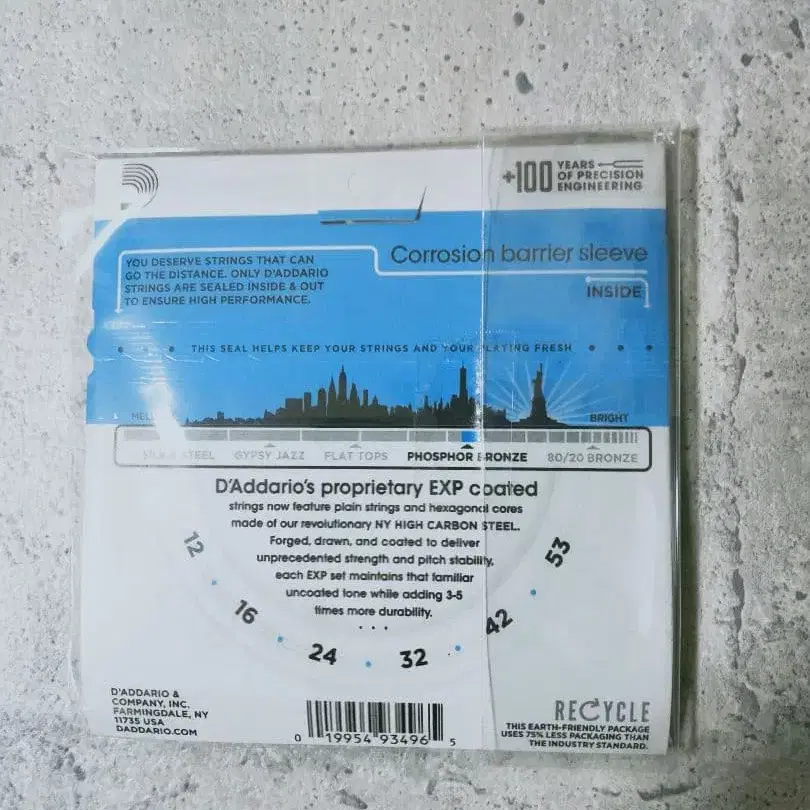 +100 YEARS
OF PRECISION
ENGINEERING
YOU DESERVE STRINGS THAT CAN
GO THE DISTANCE. ONLY D'ADDARIO
STRINGS ARE SEALED INSIDE & OUT
TO ENSURE HIGH PERFORMANCE.
Corrosion barrier sleeve
INSIDE
THIS SEAL HELPS KEEP YOUR STRINGS AND YOUR PLAYING FRESH
BRIGHT
SILK & STEEL GYPSY JAZZ FLAT TOPS PHOSPHOR BRONZE 80/20 BRONZE
D'Addario's proprietary EXP coated
strings now feature plain strings and hexagonal cores
made of our revolutionary NY HIGH CARBON STEEL.
Forged, drawn, and coated to deliver
unprecedented strength and pitch stability,
each EXP set maintains that familiar
uncoated tone while adding 3-5
times more durability.
12 16 24 32 42 53
D'ADDARIO &
COMPANY, INC.
FARMINGDALE, NY
11735 USA
DADDARIO.COM
0 19954 93496 5
RECYCLE
THIS EARTH-FRIENDLY PACKAGE
USES 75% LESS PACKAGING THAN
THE INDUSTRY STANDARD.